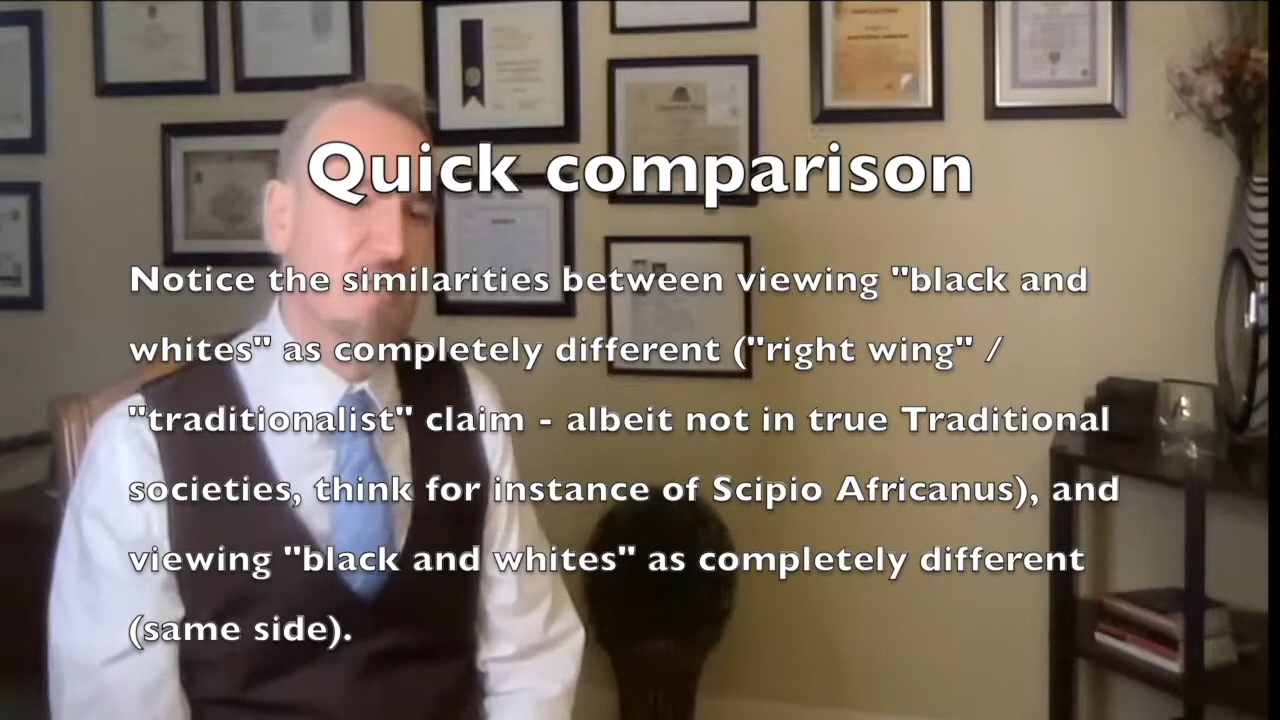 Quick comparison
Notice the similarities between viewing "black and
whites" as completely different ("right wing" /
"traditionalist" claim - albeit not in true Traditional
societies, think for instance of Scipio Africanus), and
viewing "black and whites" as completely different
(same side).